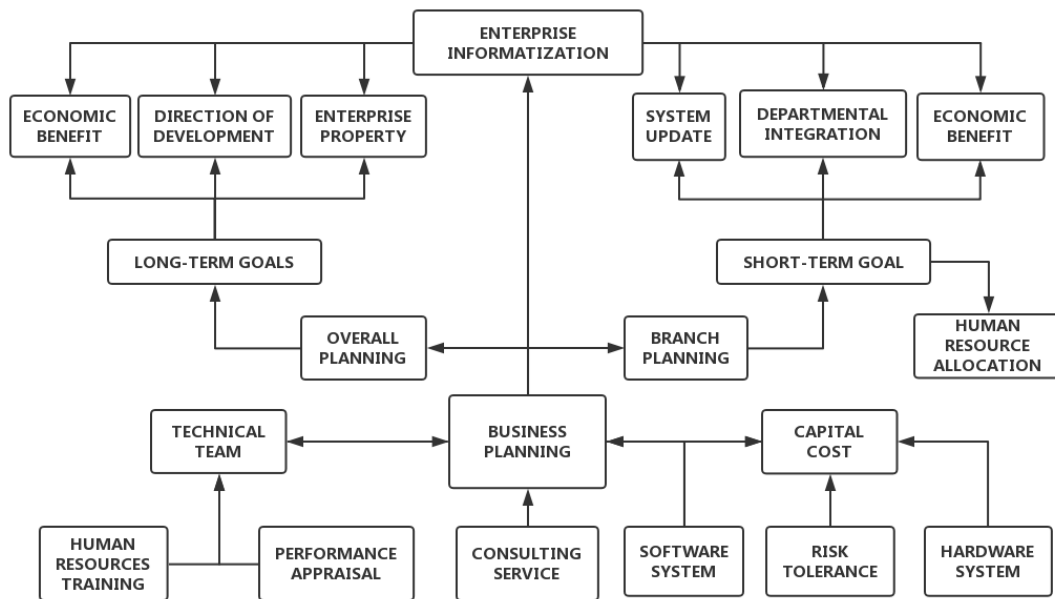 ENTERPRISE
INFORMATIZATION
ECONOMIC
BENEFIT
DIRECTION OF
DEVELOPMENT
ENTERPRISE
PROPERTY
SYSTEM
UPDATE
DEPARTMENTAL
INTEGRATION
ECONOMIC
BENEFIT
LONG-TERM GOALS
SHORT-TERM GOAL
OVERALL
PLANNING
BRANCH
PLANNING
HUMAN
RESOURCE
ALLOCATION
TECHNICAL
TEAM
BUSINESS
PLANNING
CAPITAL
COST
HUMAN
RESOURCES
TRAINING
PERFORMANCE
APPRAISAL
CONSULTING
SERVICE
SOFTWARE
SYSTEM
RISK
TOLERANCE
HARDWARE
SYSTEM